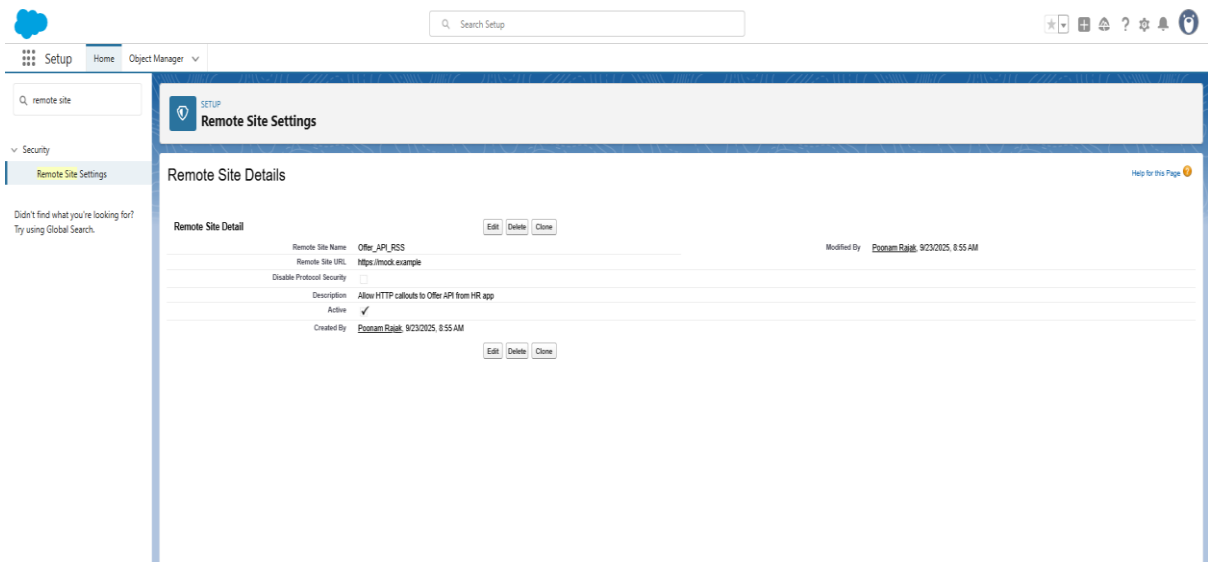 Search Setup
Setup Home Object Manager
remote site
SETUP
Remote Site Settings
Security
Remote Site Settings
Didn't find what you're looking for?
Try using Global Search.
Remote Site Details
Help for this Page
Remote Site Detail Edit Delete Clone
Remote Site Name Offer_API_RSS Modified By Poonam Rajak, 9/23/2025, 8:55 AM
Remote Site URL https://mock.example
Disable Protocol Security
Description Allow HTTP callouts to Offer API from HR app
Active
Created By Poonam Rajak, 9/23/2025, 8:55 AM
Edit Delete Clone